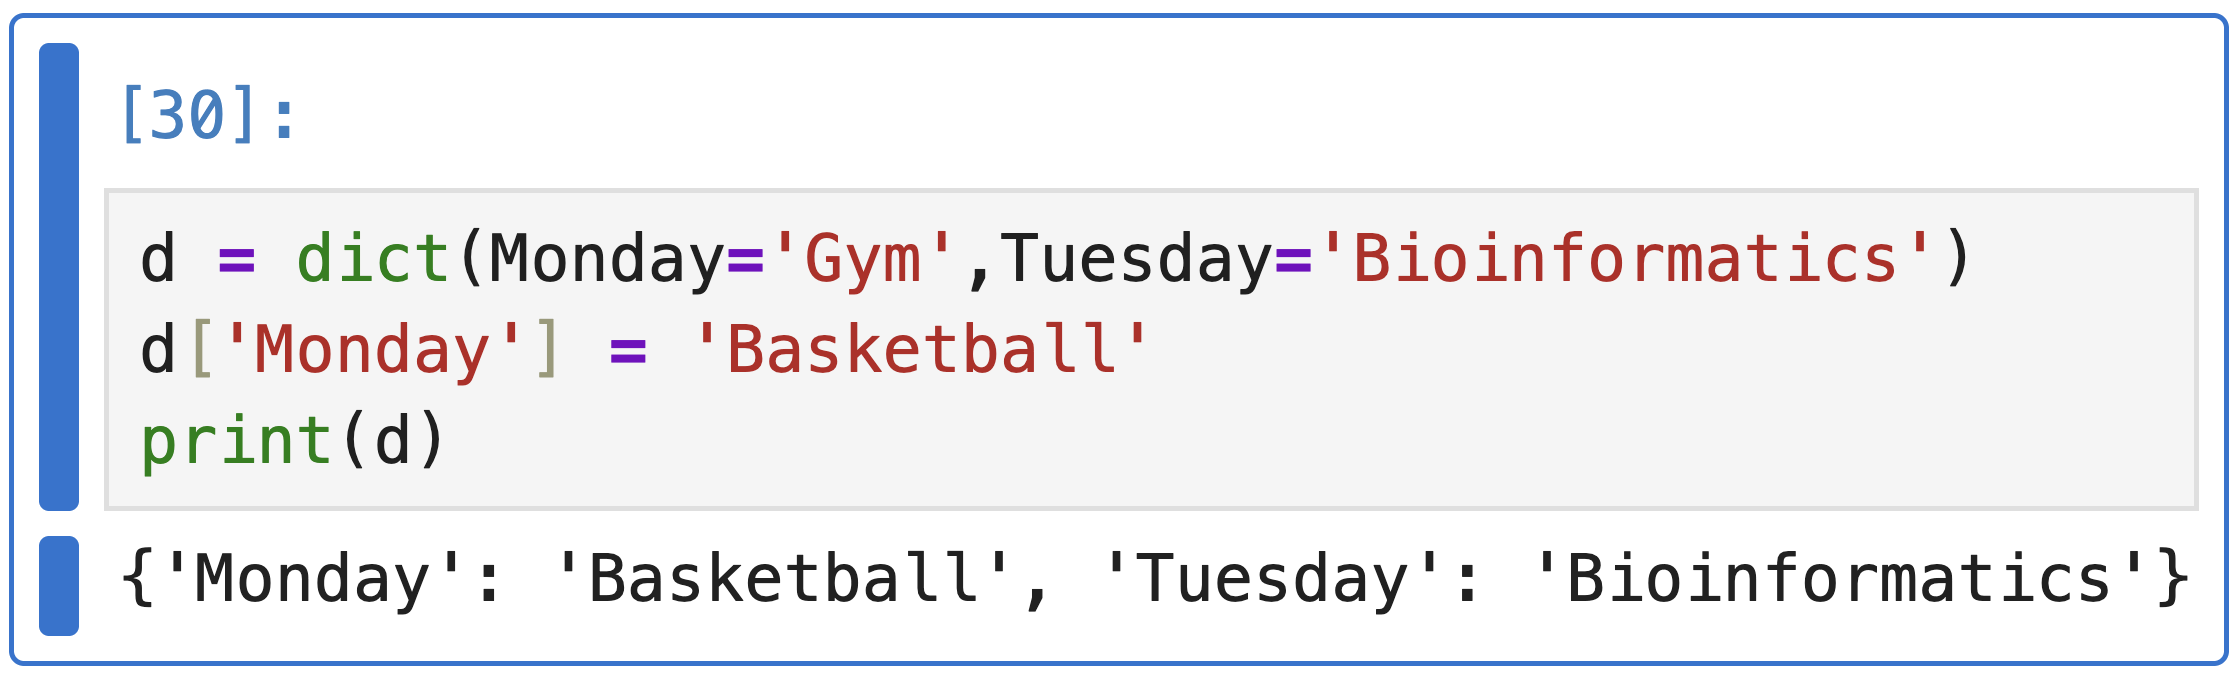 [30]:
d = dict(Monday='Gym',Tuesday='Bioinformatics')
d['Monday'] = 'Basketball'
print(d)
{'Monday': 'Basketball', 'Tuesday': 'Bioinformatics'}